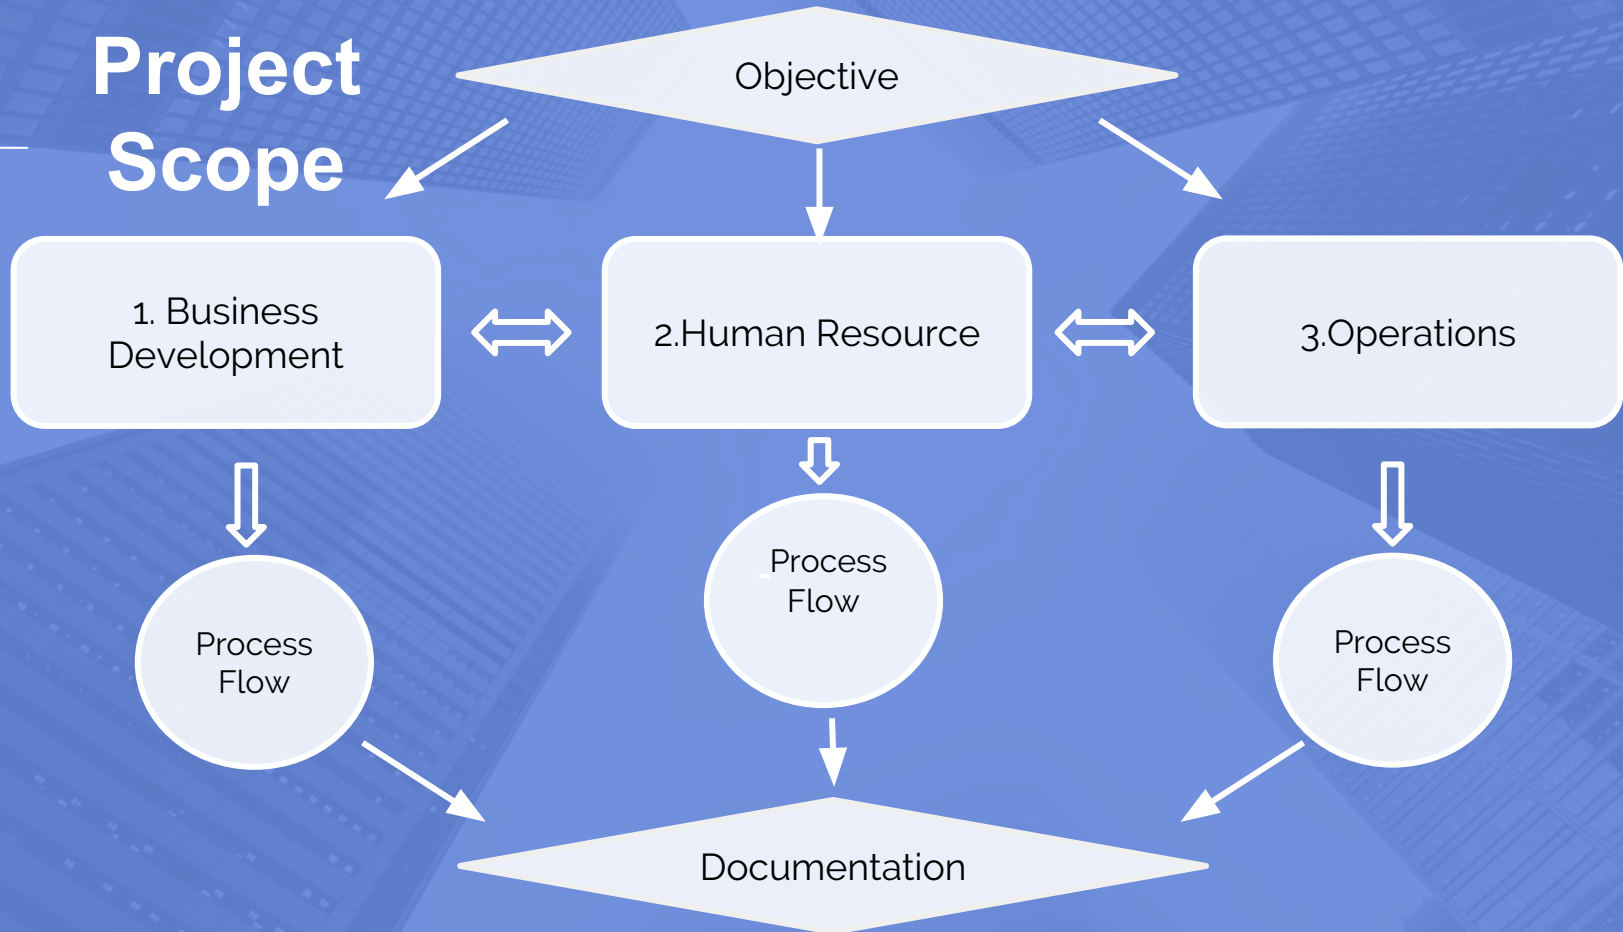 Project
Scope
Objective
1. Business
Development
2.Human Resource
3.Operations
Process
Flow
Process
Flow
Process
Flow
Documentation